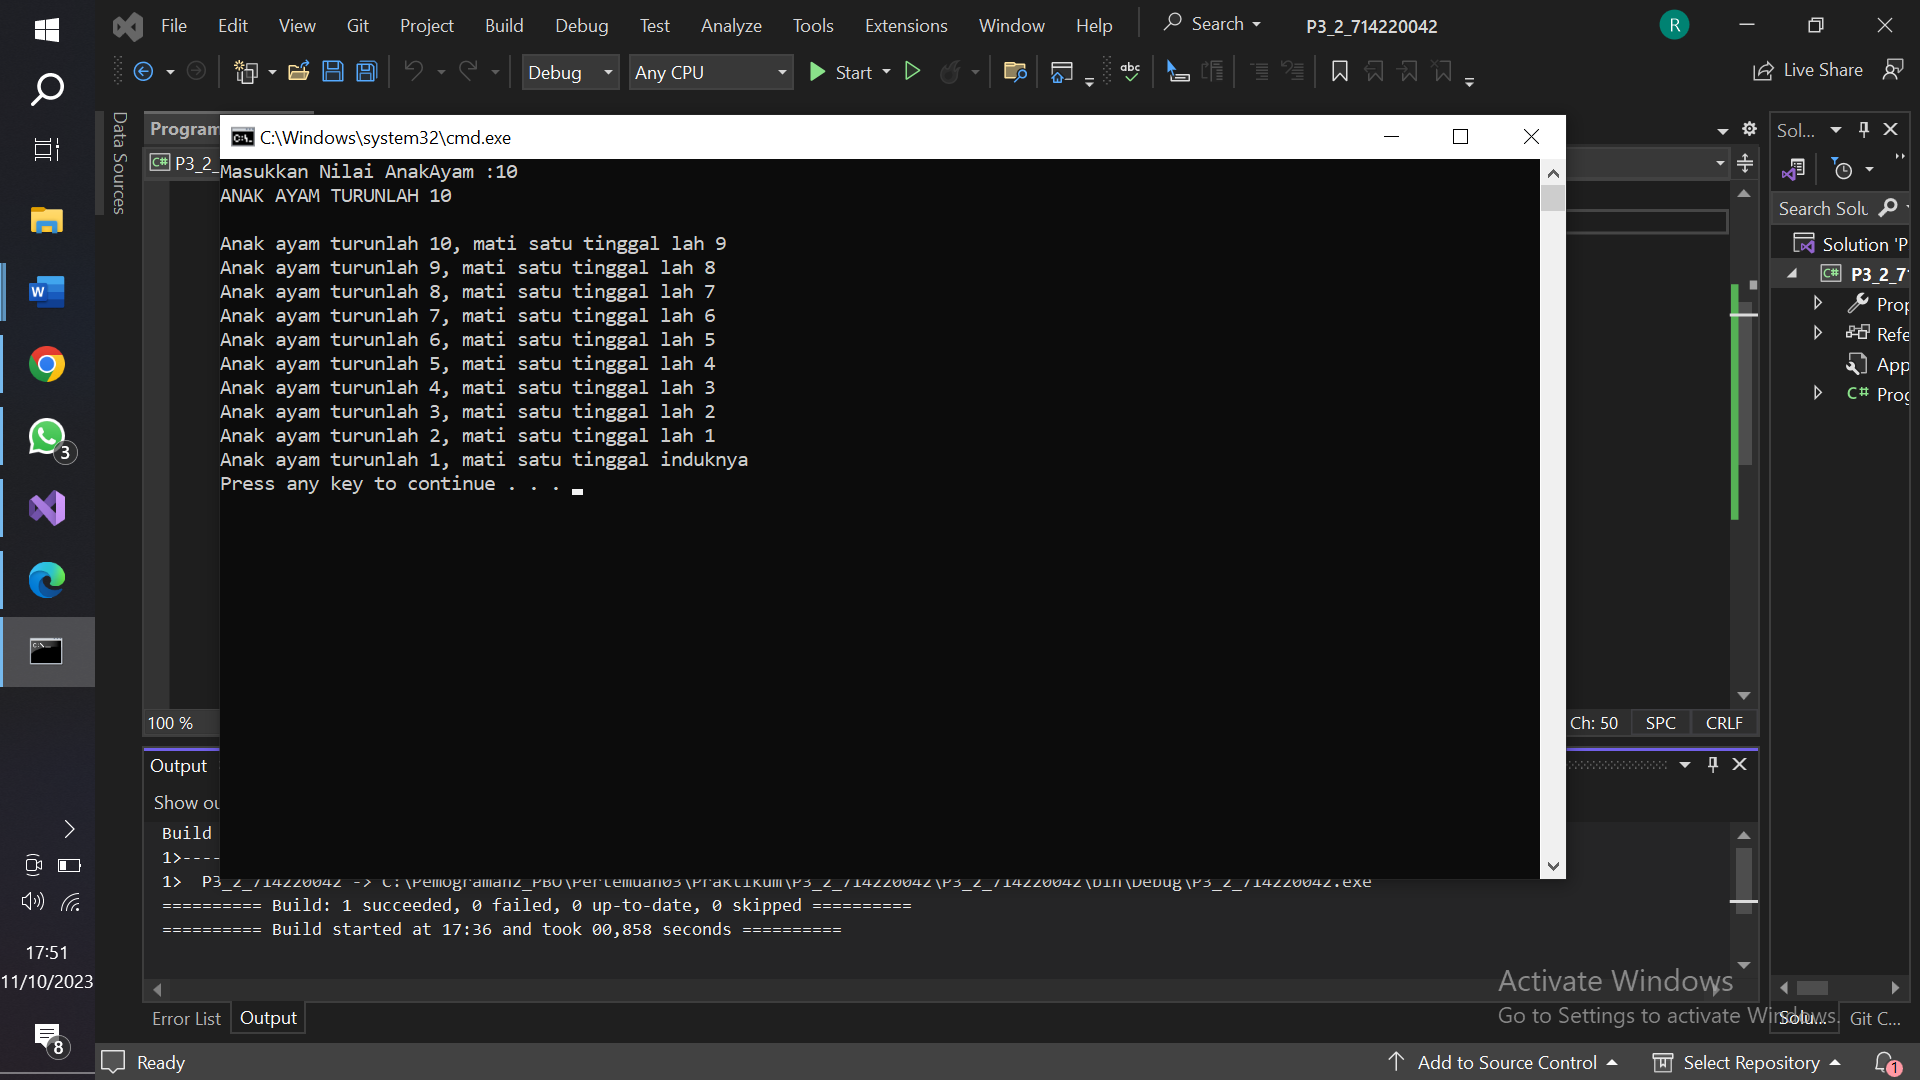 File Edit View Git Project Build Debug Test Analyze Tools Extensions Window Help Search P3_2_714220042 R
Debug Any CPU Start Live Share
Data Sources
Program
Sol...
C:\Windows\system32\cmd.exe
P3_2_
Masukkan Nilai AnakAyam :10
ANAK AYAM TURUNLAH 10
Anak ayam turunlah 10, mati satu tinggal lah 9
Anak ayam turunlah 9, mati satu tinggal lah 8
Anak ayam turunlah 8, mati satu tinggal lah 7
Anak ayam turunlah 7, mati satu tinggal lah 6
Anak ayam turunlah 6, mati satu tinggal lah 5
Anak ayam turunlah 5, mati satu tinggal lah 4
Anak ayam turunlah 4, mati satu tinggal lah 3
Anak ayam turunlah 3, mati satu tinggal lah 2
Anak ayam turunlah 2, mati satu tinggal lah 1
Anak ayam turunlah 1, mati satu tinggal induknya
Press any key to continue . . .
Search Solu
Solution 'P
C# P3_2_7
Prop
Refe
App
C# Prog
100 %
Ch: 50 SPC CRLF
Output
Show ou
Build
1>----
1> P3_2_714220042 -> C:\Pemograman2_PBO\Pertemuan03\Praktikum\P3_2_714220042\P3_2_714220042\bin\Debug\P3_2_714220042.exe
========== Build: 1 succeeded, 0 failed, 0 up-to-date, 0 skipped ==========
========== Build started at 17:36 and took 00,858 seconds ==========
Error List Output
Activate Windows
Go to Settings to activate Windows.
Solu... Git C...
Ready
Add to Source Control Select Repository 1
3
17:51
11/10/2023
8